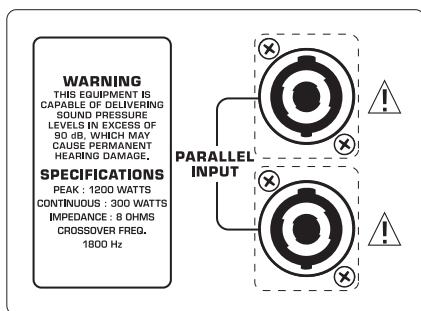 WARNING
THIS EQUIPMENT IS
CAPABLE OF DELIVERING
SOUND PRESSURE
LEVELS IN EXCESS OF
90 dB, WHICH MAY
CAUSE PERMANENT
HEARING DAMAGE.
SPECIFICATIONS
PEAK : 1200 WATTS
CONTINUOUS : 300 WATTS
IMPEDANCE : 8 OHMS
CROSSOVER FREQ.
1800 Hz
PARALLEL
INPUT